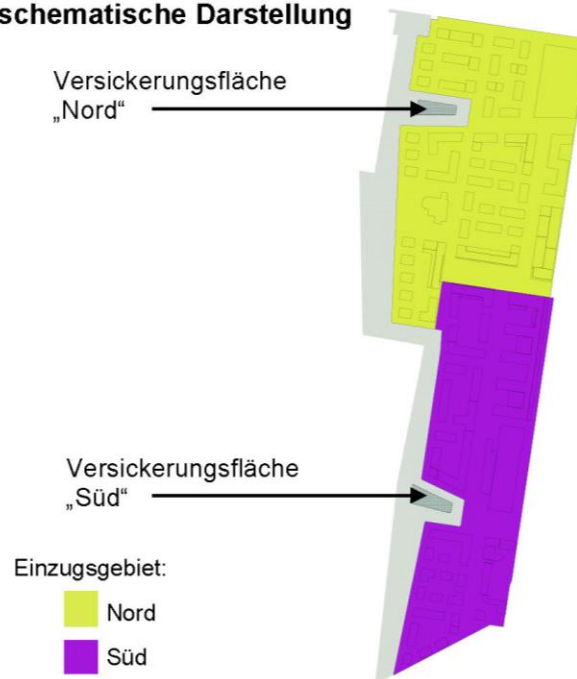 schematische Darstellung
Versickerungsfläche
„Nord“
Versickerungsfläche
„Süd“
Einzugsgebiet:
Nord
Süd